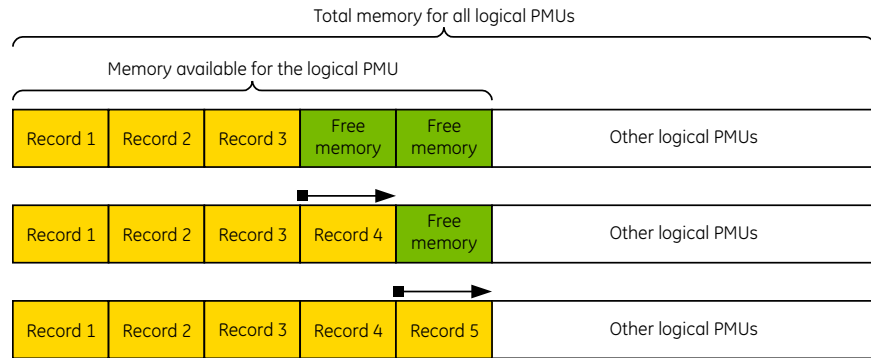 Total memory for all logical PMUs
Memory available for the logical PMU
Record 1 Record 2 Record 3 Free memory Free memory Other logical PMUs
Record 1 Record 2 Record 3 Record 4 Free memory Other logical PMUs
Record 1 Record 2 Record 3 Record 4 Record 5 Other logical PMUs